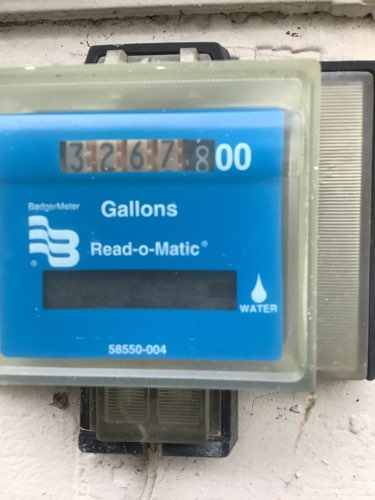 3267800
BadgerMeter
Gallons
Read-o-Matic®
®
WATER
58550-004